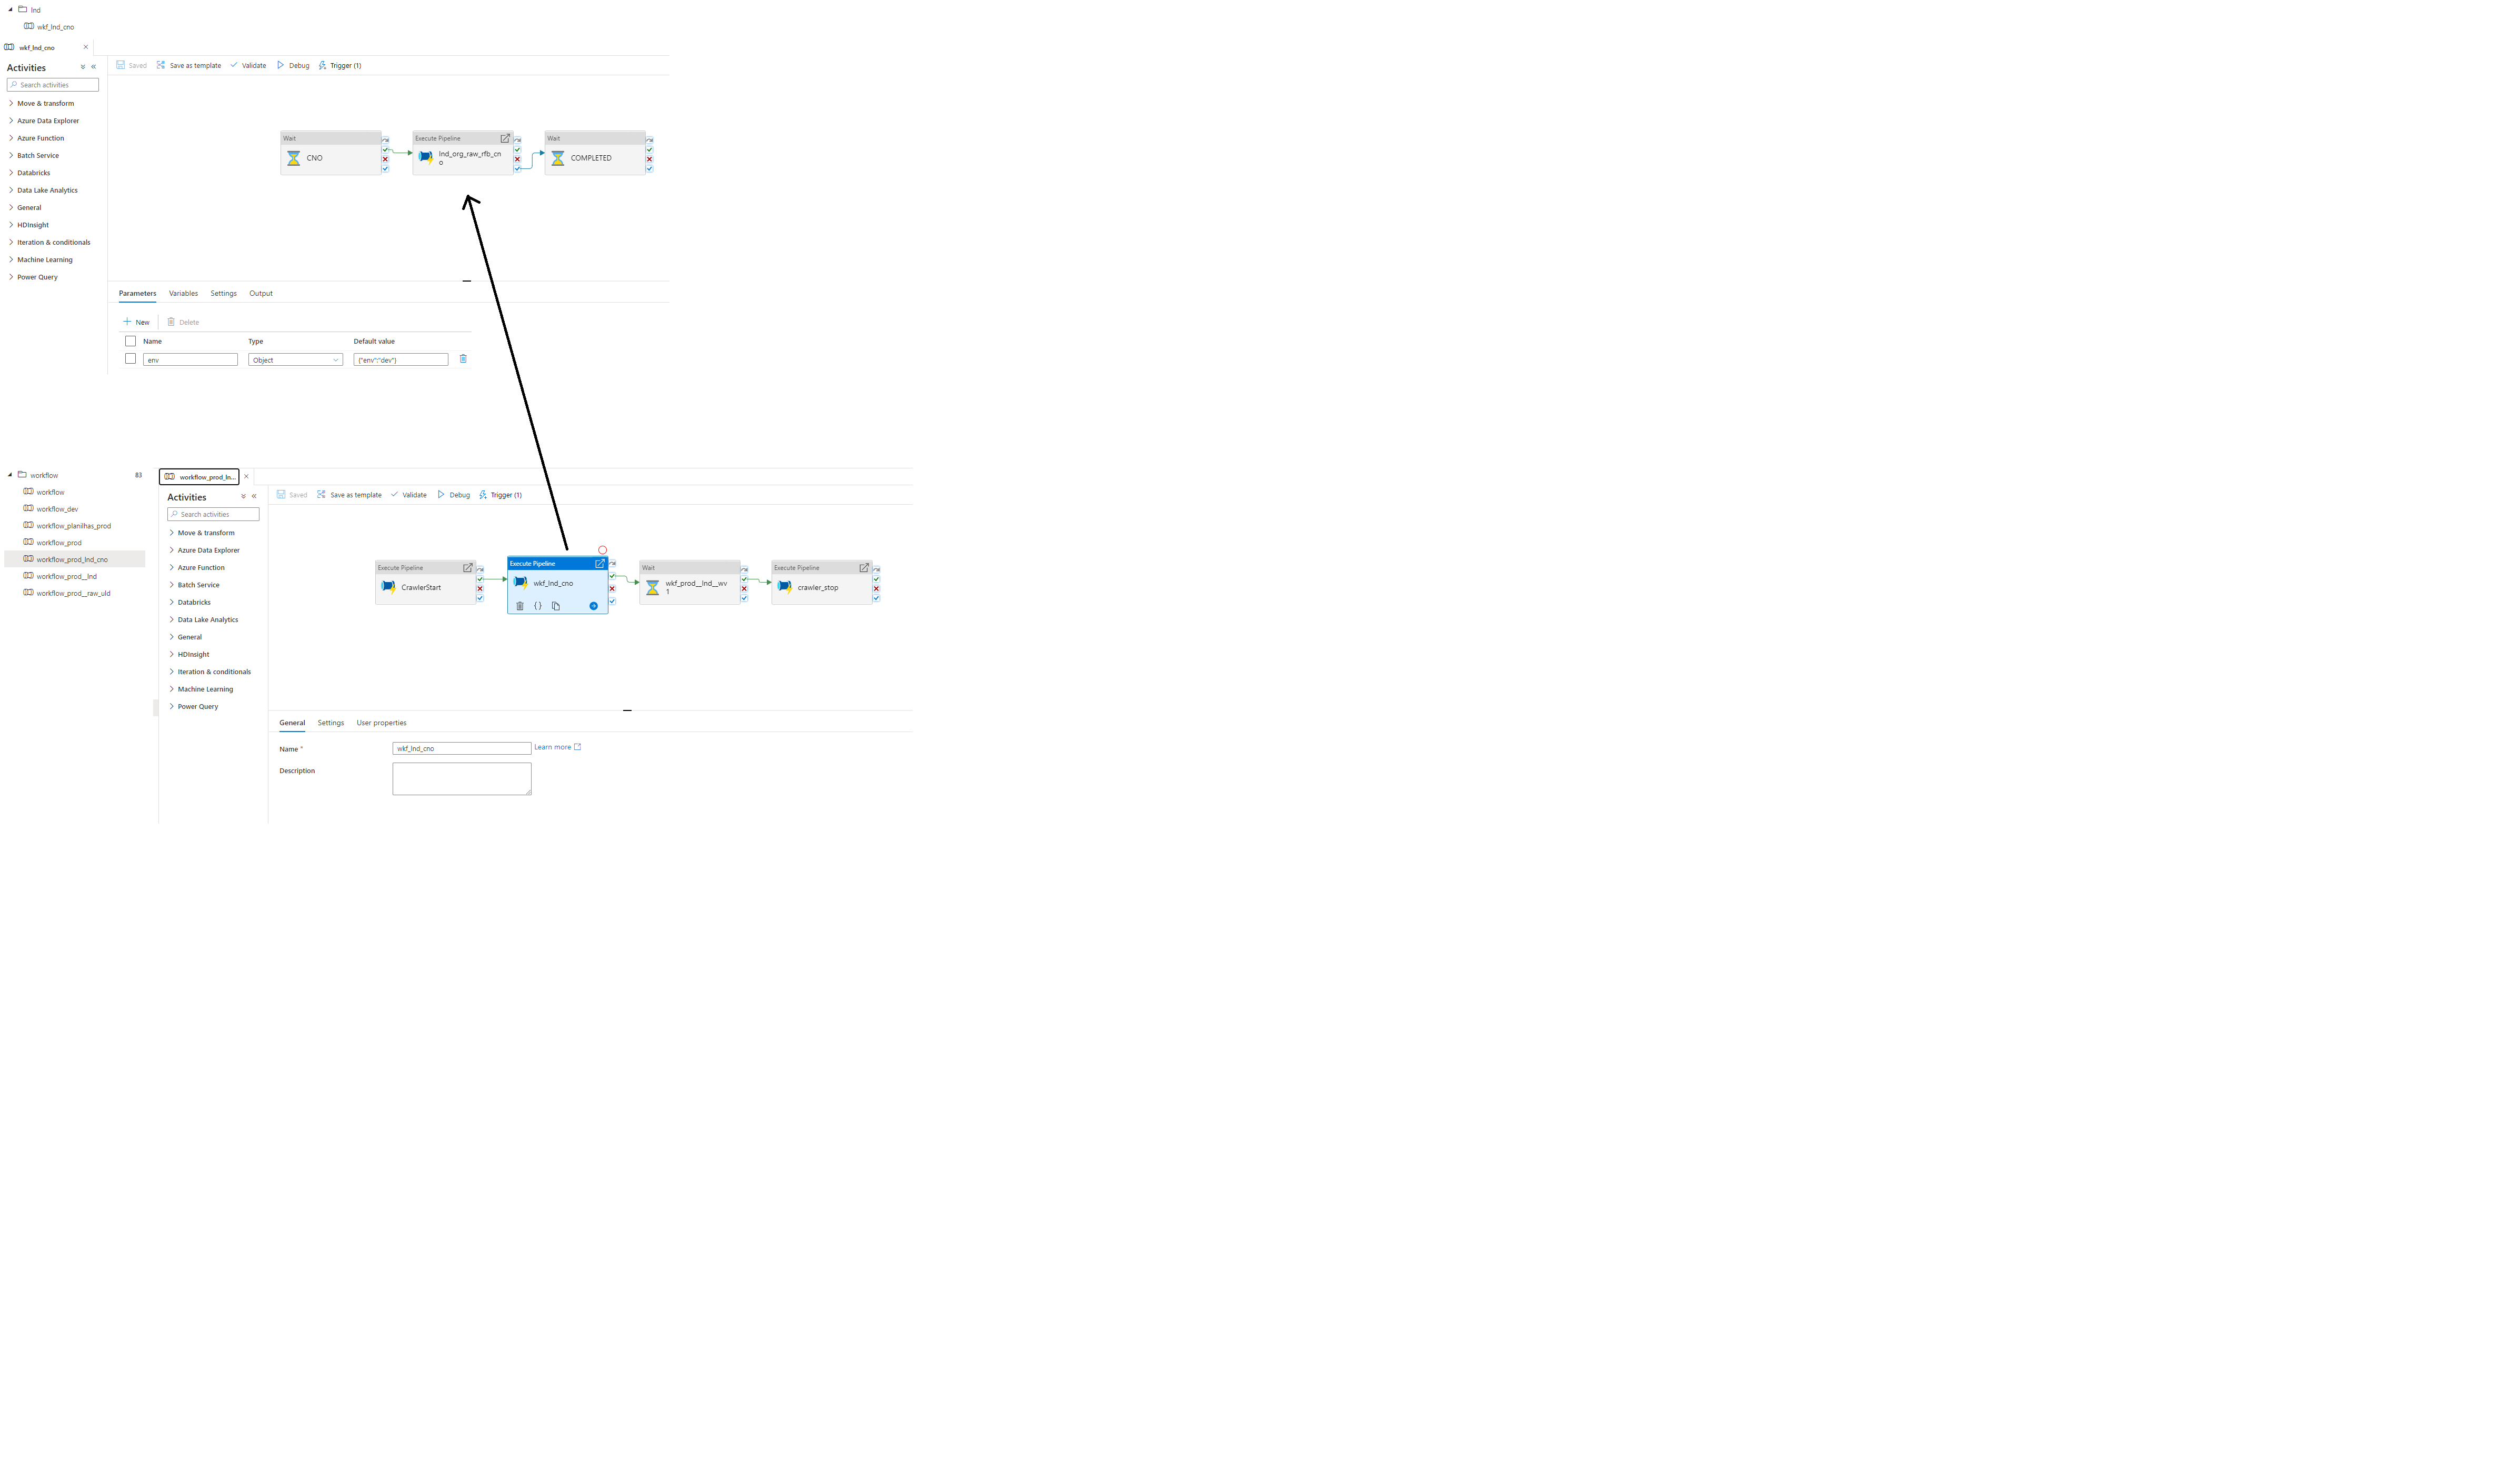 lnd
wkf_lnd_cno
wkf_lnd_cno
Activities
Search activities
Move & transform
Azure Data Explorer
Azure Function
Batch Service
Databricks
Data Lake Analytics
General
HDInsight
Iteration & conditionals
Machine Learning
Power Query
Saved Save as template Validate Debug Trigger (1)
Wait
CNO
Execute Pipeline
lnd_org_raw_rfb_cn
o
Wait
COMPLETED
Parameters Variables Settings Output
New Delete
Name Type Default value
env Object {"env":"dev"}
workflow 83
workflow
workflow_dev
workflow_planilhas_prod
workflow_prod
workflow_prod_lnd_cno
workflow_prod__lnd
workflow_prod__raw_uld
workflow_prod_ln...
Activities
Search activities
Move & transform
Azure Data Explorer
Azure Function
Batch Service
Databricks
Data Lake Analytics
General
HDInsight
Iteration & conditionals
Machine Learning
Power Query
Saved Save as template Validate Debug Trigger (1)
Execute Pipeline
CrawlerStart
Execute Pipeline
wkf_lnd_cno
Wait
wkf_prod__lnd__wv
1
Execute Pipeline
crawler_stop
General Settings User properties
Name * wkf_lnd_cno Learn more
Description